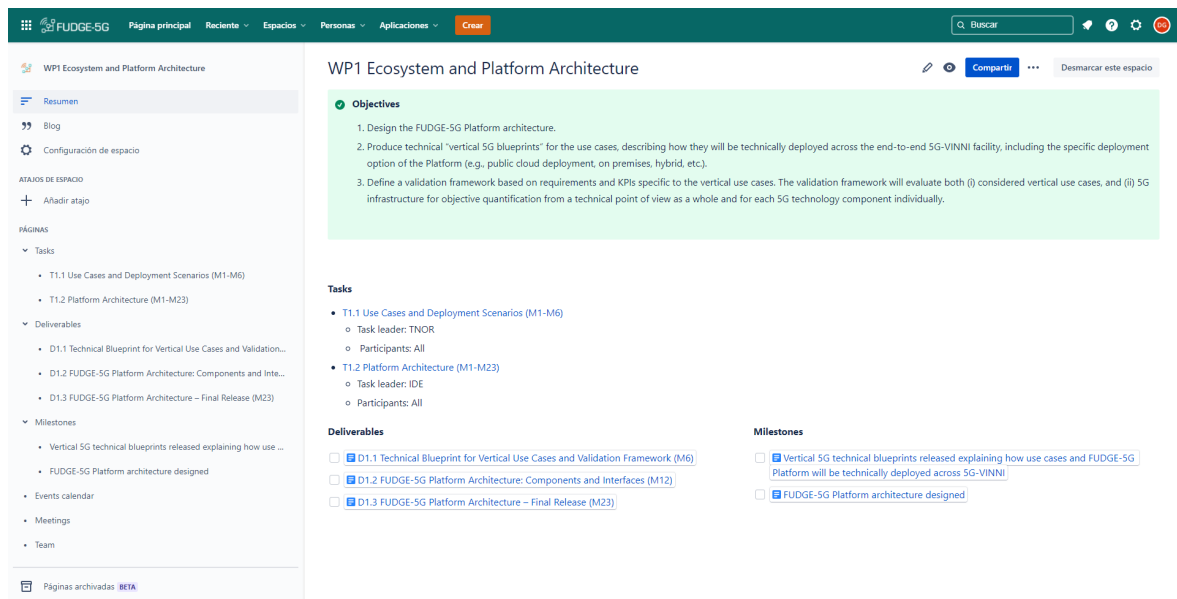 FUDGE-5G Página principal Reciente Espacios Personas Aplicaciones Crear Buscar DG
WP1 Ecosystem and Platform Architecture
Resumen
Blog
Configuración de espacio
ATAJOS DE ESPACIO
Añadir atajo
PÁGINAS
Tasks
T1.1 Use Cases and Deployment Scenarios (M1-M6)
T1.2 Platform Architecture (M1-M23)
Deliverables
D1.1 Technical Blueprint for Vertical Use Cases and Validation...
D1.2 FUDGE-5G Platform Architecture: Components and Inte...
D1.3 FUDGE-5G Platform Architecture – Final Release (M23)
Milestones
Vertical 5G technical blueprints released explaining how use ...
FUDGE-5G Platform architecture designed
Events calendar
Meetings
Team
Páginas archivadas BETA
WP1 Ecosystem and Platform Architecture
Compartir
Desmarcar este espacio
Objectives
1. Design the FUDGE-5G Platform architecture.
2. Produce technical "vertical 5G blueprints" for the use cases, describing how they will be technically deployed across the end-to-end 5G-VINNI facility, including the specific deployment
option of the Platform (e.g., public cloud deployment, on premises, hybrid, etc.).
3. Define a validation framework based on requirements and KPIs specific to the vertical use cases. The validation framework will evaluate both (i) considered vertical use cases, and (ii) 5G
infrastructure for objective quantification from a technical point of view as a whole and for each 5G technology component individually.
Tasks
T1.1 Use Cases and Deployment Scenarios (M1-M6)
Task leader: TNOR
Participants: All
T1.2 Platform Architecture (M1-M23)
Task leader: IDE
Participants: All
Deliverables
D1.1 Technical Blueprint for Vertical Use Cases and Validation Framework (M6)
D1.2 FUDGE-5G Platform Architecture: Components and Interfaces (M12)
D1.3 FUDGE-5G Platform Architecture – Final Release (M23)
Milestones
Vertical 5G technical blueprints released explaining how use cases and FUDGE-5G
Platform will be technically deployed across 5G-VINNI
FUDGE-5G Platform architecture designed